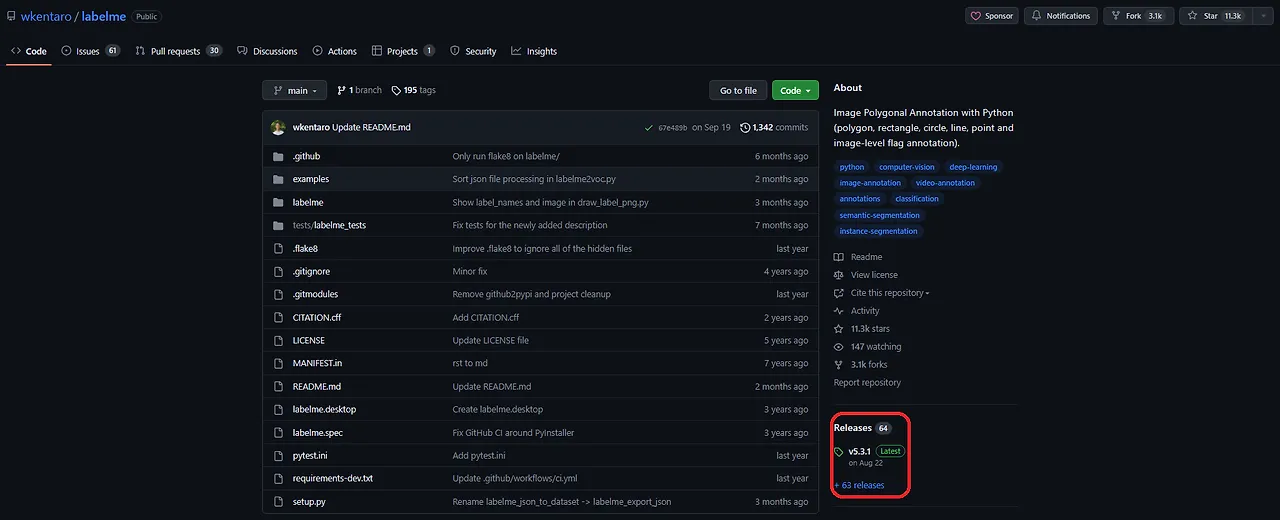 wkentaro / labelme Public
Sponsor Notifications Fork 3.1k Star 11.3k
Code Issues 61 Pull requests 30 Discussions Actions Projects 1 Security Insights
main 1 branch 195 tags Go to file Code
wkentaro Update README.md 67e489b on Sep 19 1,342 commits
.github Only run flake8 on labelme/ 6 months ago
examples Sort json file processing in labelme2voc.py 2 months ago
labelme Show label_names and image in draw_label_png.py 3 months ago
tests/labelme_tests Fix tests for the newly added description 7 months ago
.flake8 Improve .flake8 to ignore all of the hidden files last year
.gitignore Minor fix 4 years ago
.gitmodules Remove github2pypi and project cleanup last year
CITATION.cff Add CITATION.cff 2 years ago
LICENSE Update LICENSE file 5 years ago
MANIFEST.in rst to md 7 years ago
README.md Update README.md 2 months ago
labelme.desktop Create labelme.desktop 3 years ago
labelme.spec Fix GitHub CI around PyInstaller 3 years ago
pytest.ini Add pytest.ini last year
requirements-dev.txt Update .github/workflows/ci.yml last year
setup.py Rename labelme_json_to_dataset -> labelme_export_json 3 months ago
About
Image Polygonal Annotation with Python
(polygon, rectangle, circle, line, point and
image-level flag annotation).
python computer-vision deep-learning
image-annotation video-annotation
annotations classification
semantic-segmentation
instance-segmentation
Readme
View license
Cite this repository
Activity
11.3k stars
147 watching
3.1k forks
Report repository
Releases 64
v5.3.1 Latest
on Aug 22
+ 63 releases